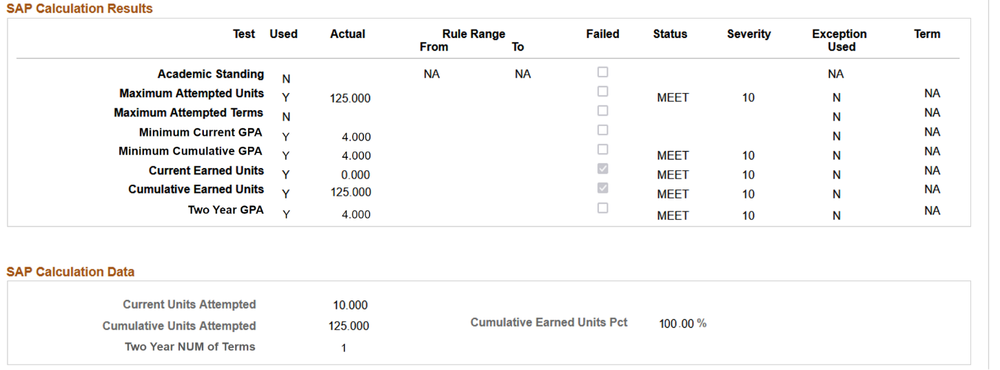 SAP Calculation Results
Test Used Actual Rule Range Failed Status Severity Exception Term
From To Used
Academic Standing N NA NA NA
Maximum Attempted Units Y 125.000 MEET 10 N NA
Maximum Attempted Terms N N NA
Minimum Current GPA Y 4.000 N NA
Minimum Cumulative GPA Y 4.000 MEET 10 N NA
Current Earned Units Y 0.000 MEET 10 N NA
Cumulative Earned Units Y 125.000 MEET 10 N NA
Two Year GPA Y 4.000 MEET 10 N NA
SAP Calculation Data
Current Units Attempted 10.000
Cumulative Units Attempted 125.000 Cumulative Earned Units Pct 100.00 %
Two Year NUM of Terms 1